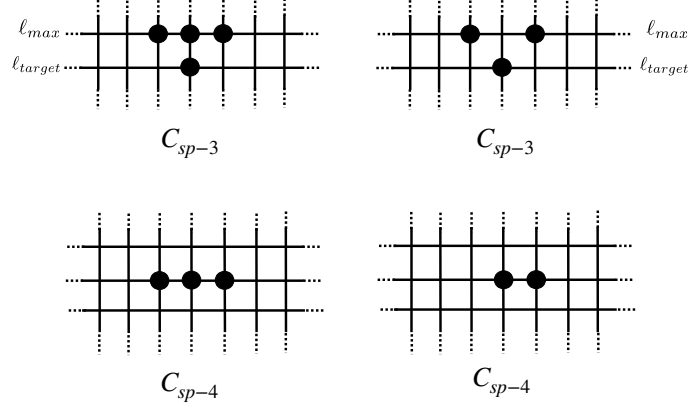 ℓmax ℓmax
ℓtarget ℓtarget
Csp−3 Csp−3
Csp−4 Csp−4